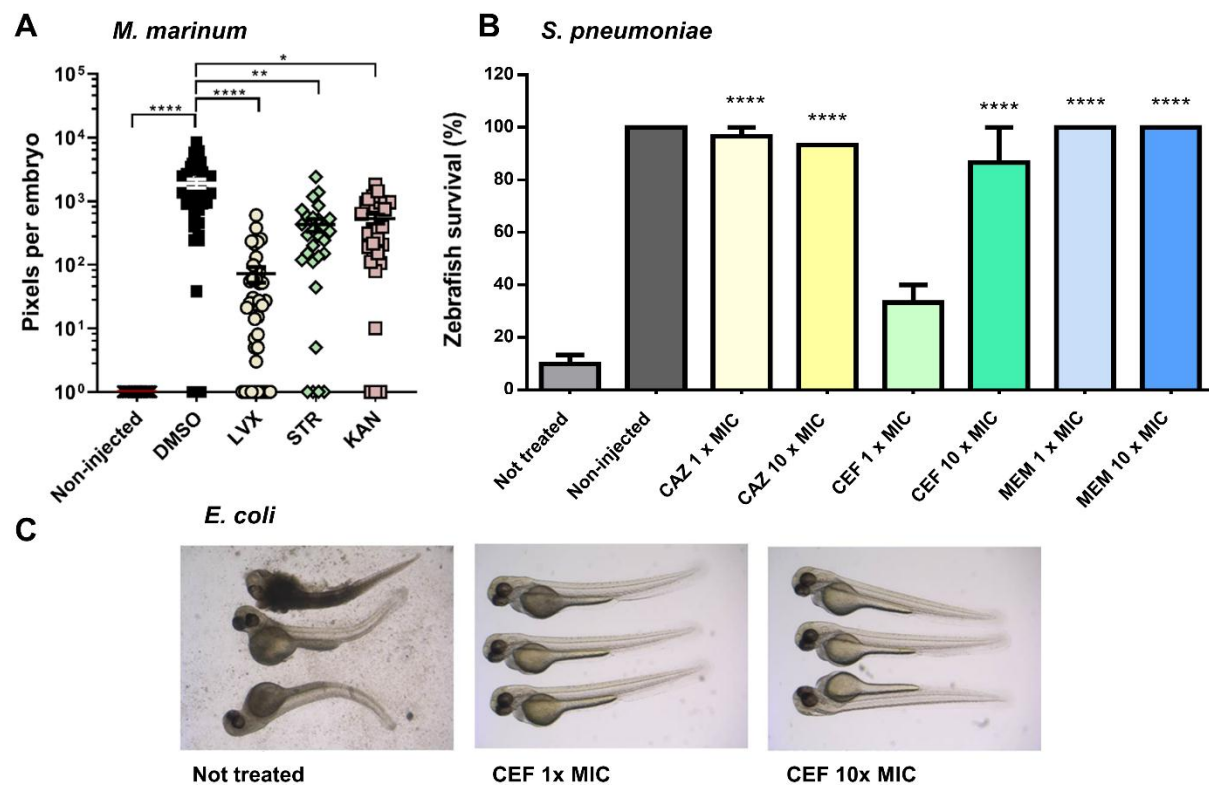 A
M. marinum
*
**
****
****
Pixels per embryo
10⁵
10⁴
10³
10²
10¹
10⁰
Non-injected
DMSO
LVX
STR
KAN
B
S. pneumoniae
Zebrafish survival (%)
120
100
80
60
40
20
0
**** **** **** **** ****
Not treated
Non-injected
CAZ 1 x MIC
CAZ 10 x MIC
CEF 1 x MIC
CEF 10 x MIC
MEM 1 x MIC
MEM 10 x MIC
C
E. coli
Not treated
CEF 1x MIC
CEF 10x MIC